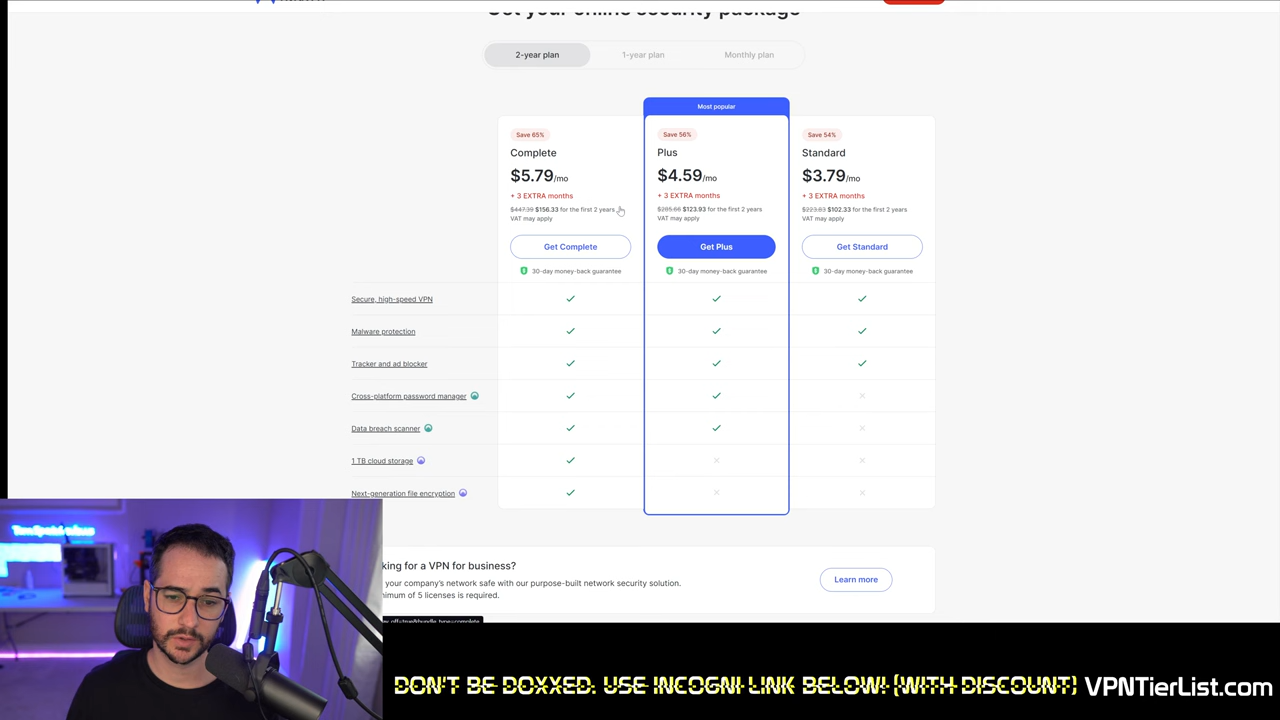 Get your online security package
2-year plan
1-year plan
Monthly plan
Most popular
Save 65%
Complete
$5.79/mo
+ 3 EXTRA months
$447.39 $156.33 for the first 2 years
VAT may apply
Get Complete
30-day money-back guarantee
Save 56%
Plus
$4.59/mo
+ 3 EXTRA months
$285.66 $123.93 for the first 2 years
VAT may apply
Get Plus
30-day money-back guarantee
Save 54%
Standard
$3.79/mo
+ 3 EXTRA months
$223.83 $102.33 for the first 2 years
VAT may apply
Get Standard
30-day money-back guarantee
Secure, high-speed VPN
Malware protection
Tracker and ad blocker
Cross-platform password manager
Data breach scanner
1 TB cloud storage
Next-generation file encryption
king for a VPN for business?
your company's network safe with our purpose-built network security solution.
nimum of 5 licenses is required.
Learn more
DON'T BE DOXXED. USE INCOGNI LINK BELOW! (WITH DISCOUNT) VPNTierList.com